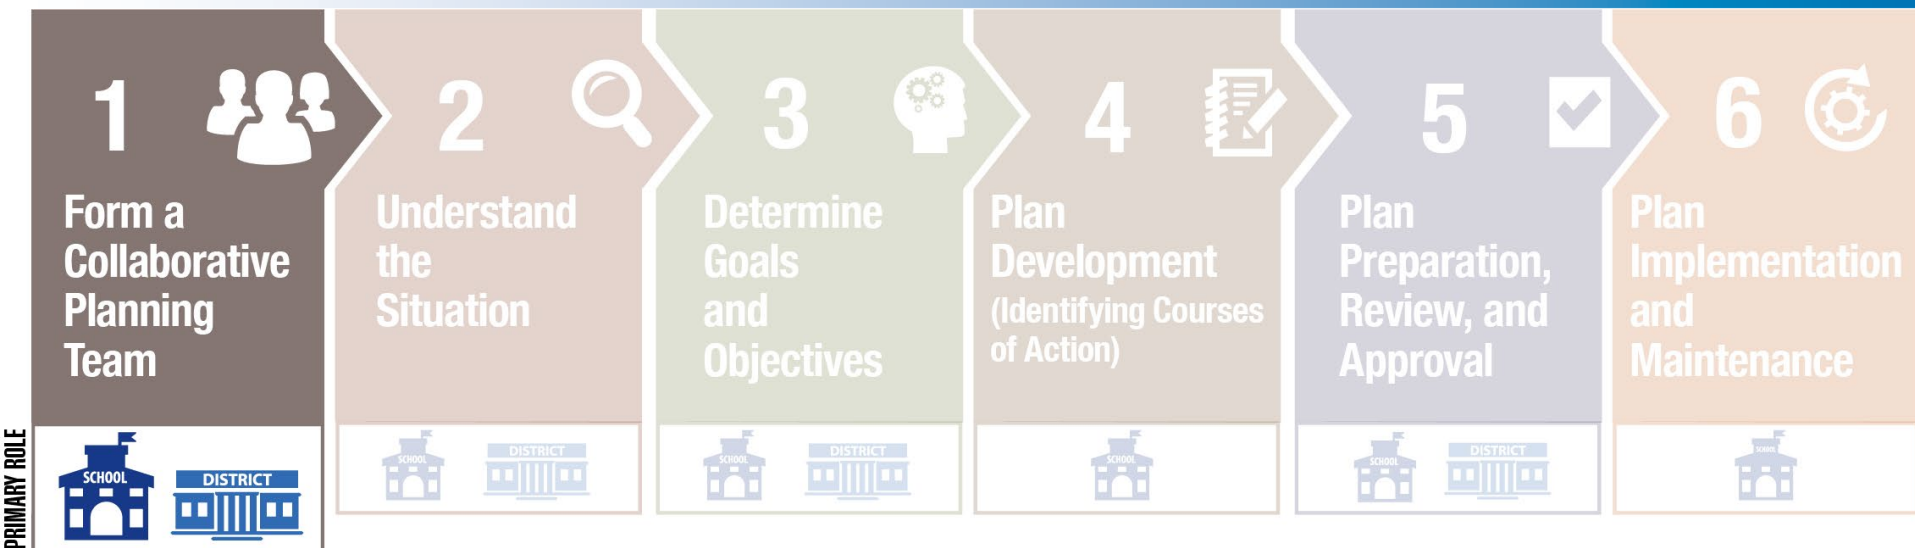 1
Form a
Collaborative
Planning
Team
2
Understand
the
Situation
3
Determine
Goals
and
Objectives
4
Plan
Development
(Identifying Courses
of Action)
5
Plan
Preparation,
Review, and
Approval
6
Plan
Implementation
and
Maintenance
PRIMARY ROLE
SCHOOL
DISTRICT
SCHOOL
DISTRICT
SCHOOL
DISTRICT
SCHOOL
SCHOOL
DISTRICT
SCHOOL